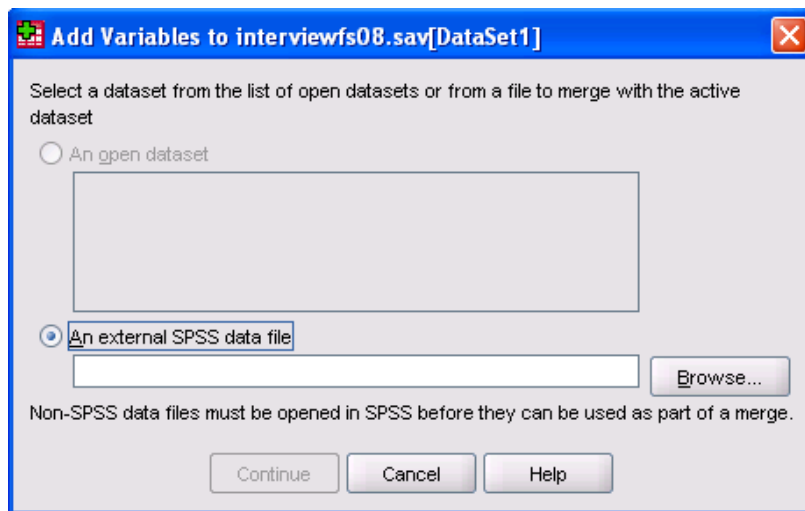 Add Variables to interviewfs08.sav[DataSet1]
Select a dataset from the list of open datasets or from a file to merge with the active
dataset
An open dataset
An external SPSS data file
Browse...
Non-SPSS data files must be opened in SPSS before they can be used as part of a merge.
Continue Cancel Help